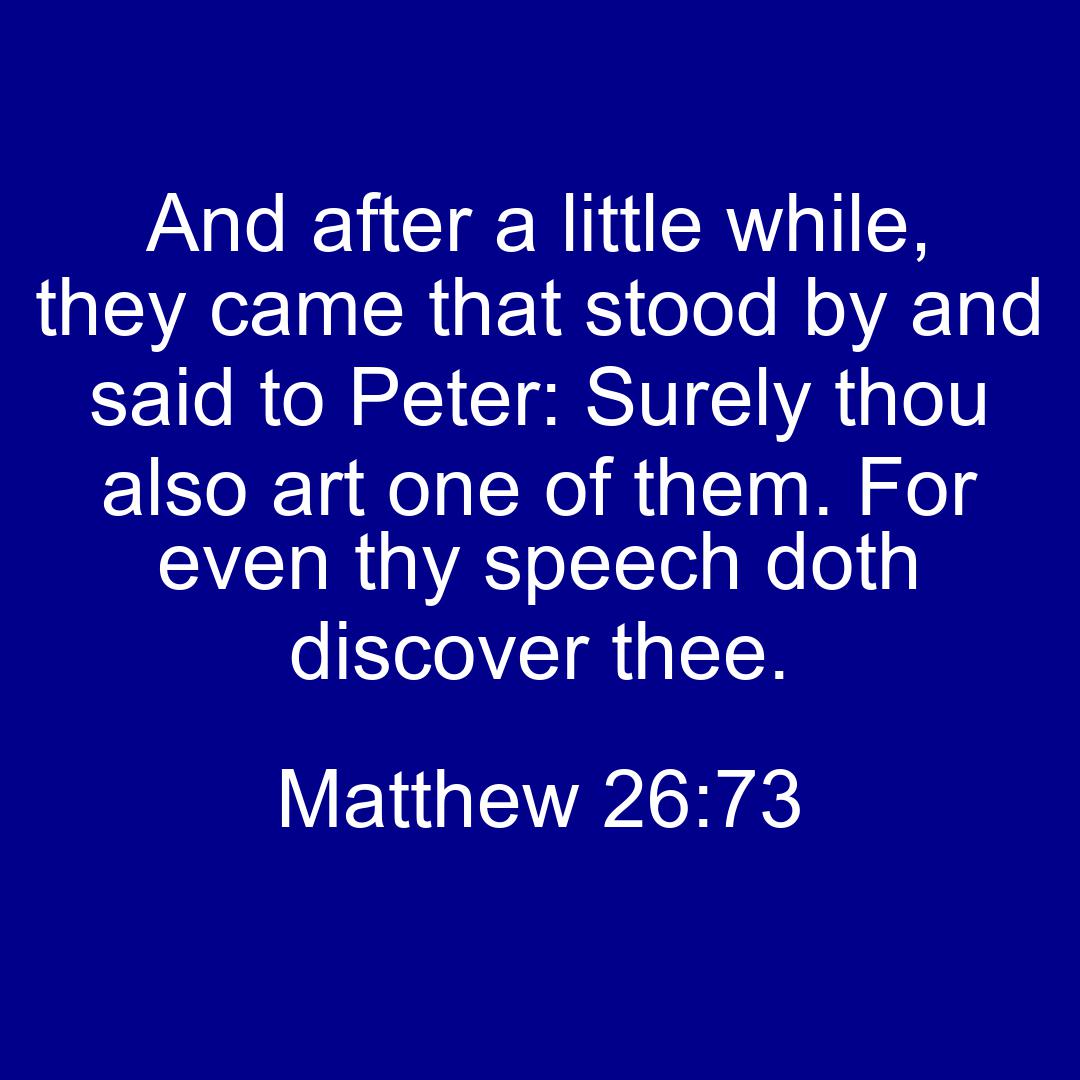 And after a little while,
they came that stood by and
said to Peter: Surely thou
also art one of them. For
even thy speech doth
discover thee.
Matthew 26:73